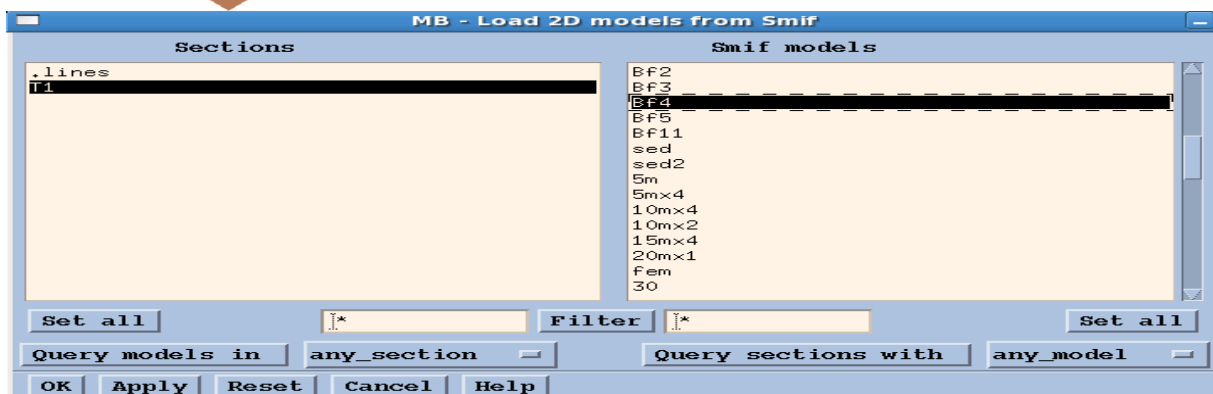 MB - Load 2D models from Smif
Sections
Smif models
.lines
T1
Bf2
Bf3
Bf4
Bf5
Bf11
sed
sed2
5m
5mx4
10mx4
10mx2
15mx4
20mx1
fem
30
Set all
*
Filter
*
Set all
Query models in
any_section
Query sections with
any_model
OK Apply Reset Cancel Help